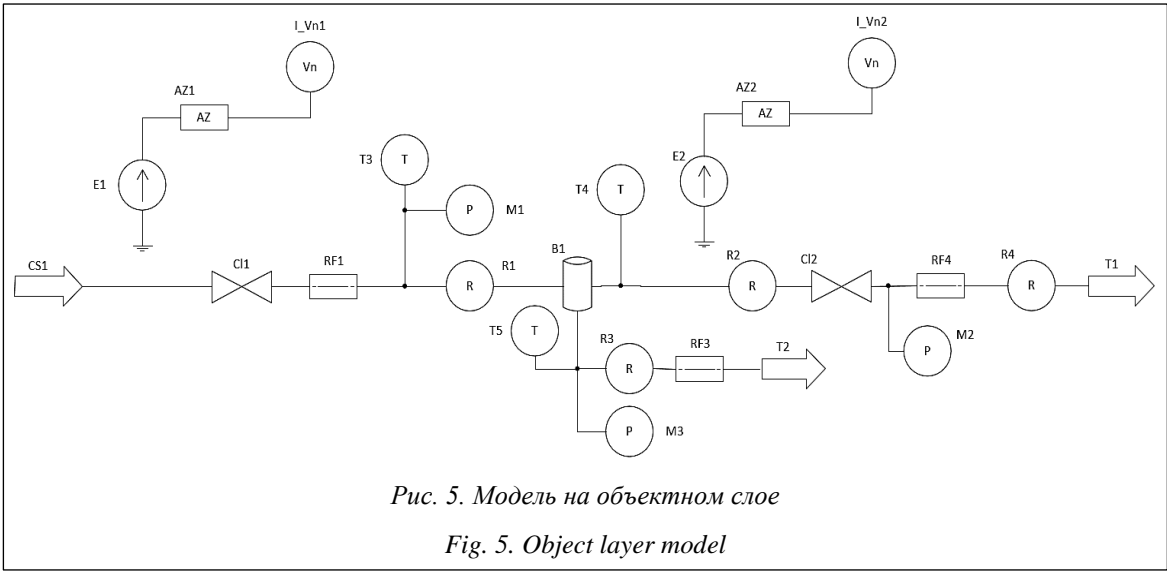 I_Vn1
I_Vn2
Vn
Vn
AZ1
AZ
AZ2
AZ
T3
T
E1
E2
T4
T
P
M1
CS1
Cl1
RF1
R1
R
B1
R2
R
Cl2
RF4
R4
R
T1
T5
T
R3
R
RF3
T2
M2
P
P
M3
Рис. 5. Модель на объектном слое
Fig. 5. Object layer model